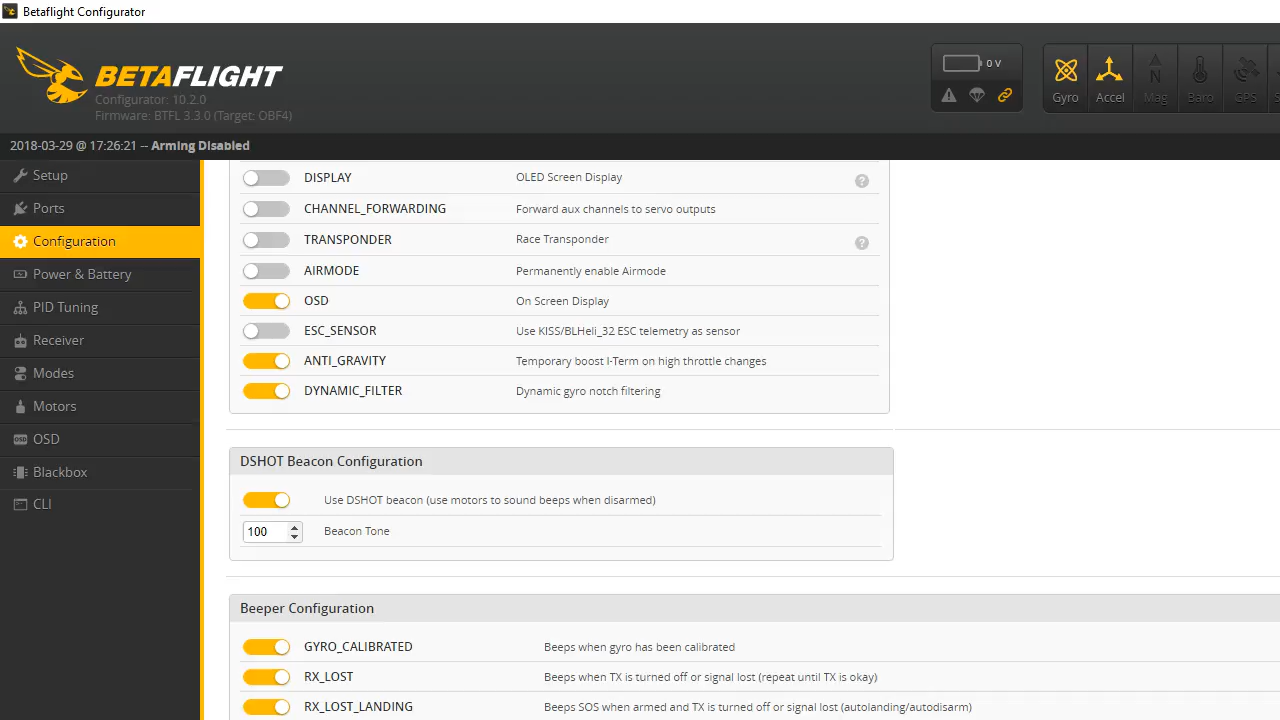 Betaflight Configurator
BETAFLIGHT
Configurator: 10.2.0
Firmware: BTFL 3.3.0 (Target: OBF4)
0 V
Gyro Accel Mag Baro GPS
2018-03-29 @ 17:26:21 -- Arming Disabled
Setup
Ports
Configuration
Power & Battery
PID Tuning
Receiver
Modes
Motors
OSD
Blackbox
CLI
DISPLAY OLED Screen Display ?
CHANNEL_FORWARDING Forward aux channels to servo outputs
TRANSPONDER Race Transponder ?
AIRMODE Permanently enable Airmode
OSD On Screen Display
ESC_SENSOR Use KISS/BLHeli_32 ESC telemetry as sensor
ANTI_GRAVITY Temporary boost I-Term on high throttle changes
DYNAMIC_FILTER Dynamic gyro notch filtering
DSHOT Beacon Configuration
Use DSHOT beacon (use motors to sound beeps when disarmed)
100 Beacon Tone
Beeper Configuration
GYRO_CALIBRATED Beeps when gyro has been calibrated
RX_LOST Beeps when TX is turned off or signal lost (repeat until TX is okay)
RX_LOST_LANDING Beeps SOS when armed and TX is turned off or signal lost (autolanding/autodisarm)